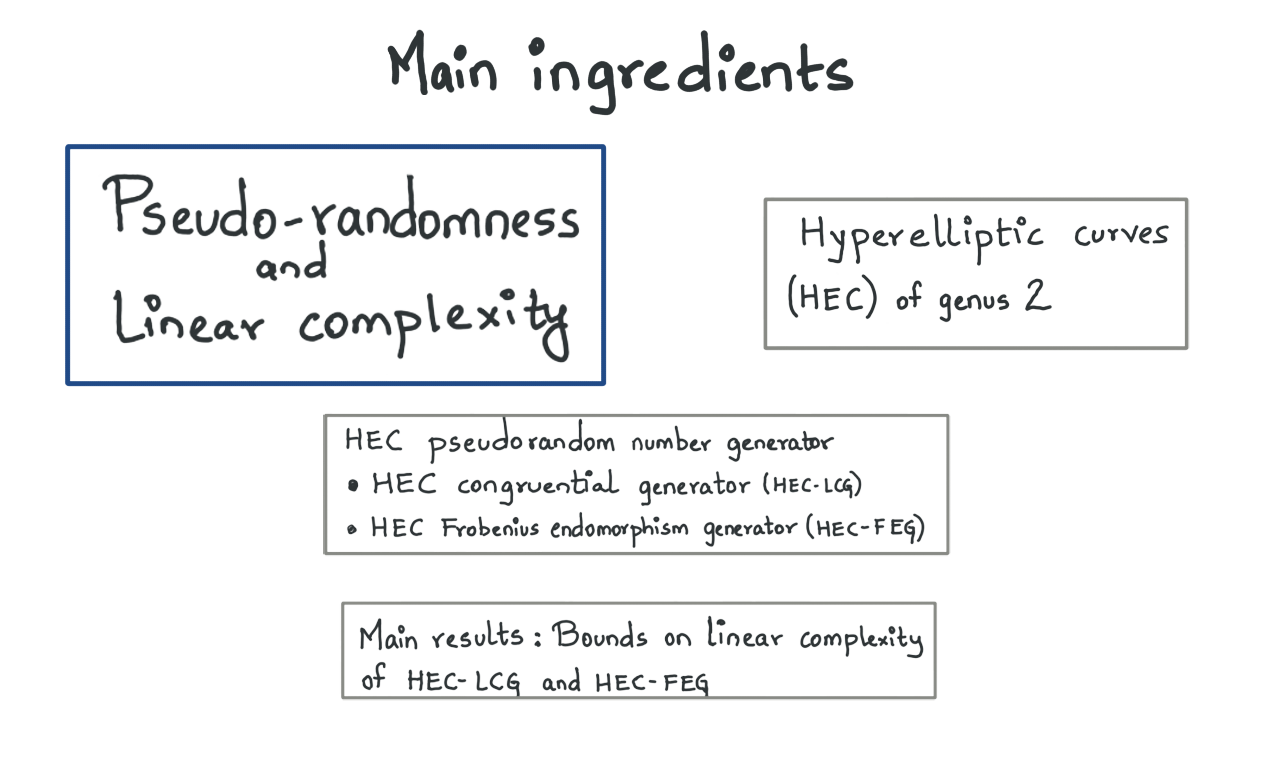 Main ingredients
Pseudo-randomness
and
Linear complexity
Hyperelliptic curves
(HEC) of genus 2
HEC pseudorandom number generator
• HEC congruential generator (HEC-LCG)
• HEC Frobenius endomorphism generator (HEC-FEG)
Main results: Bounds on linear complexity
of HEC-LCG and HEC-FEG